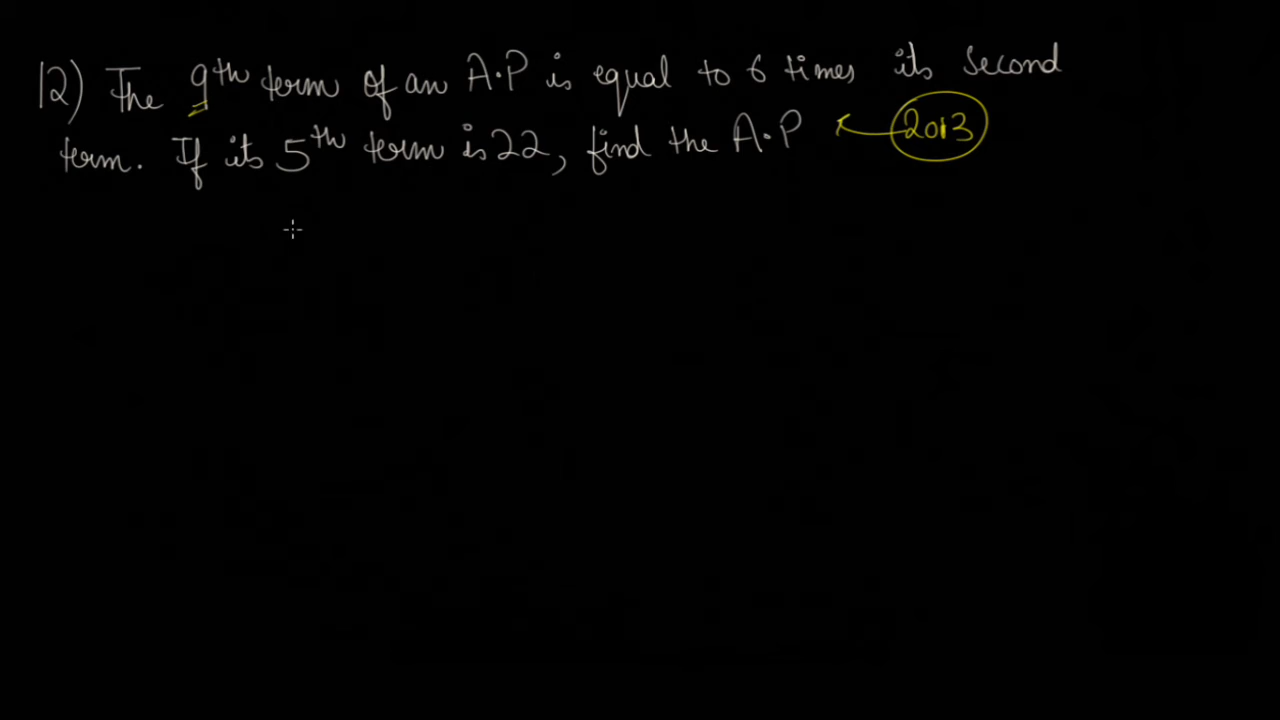 12) The 9th term of an A.P is equal to 6 times its second
term. If its 5th term is 22, find the A.P 2013